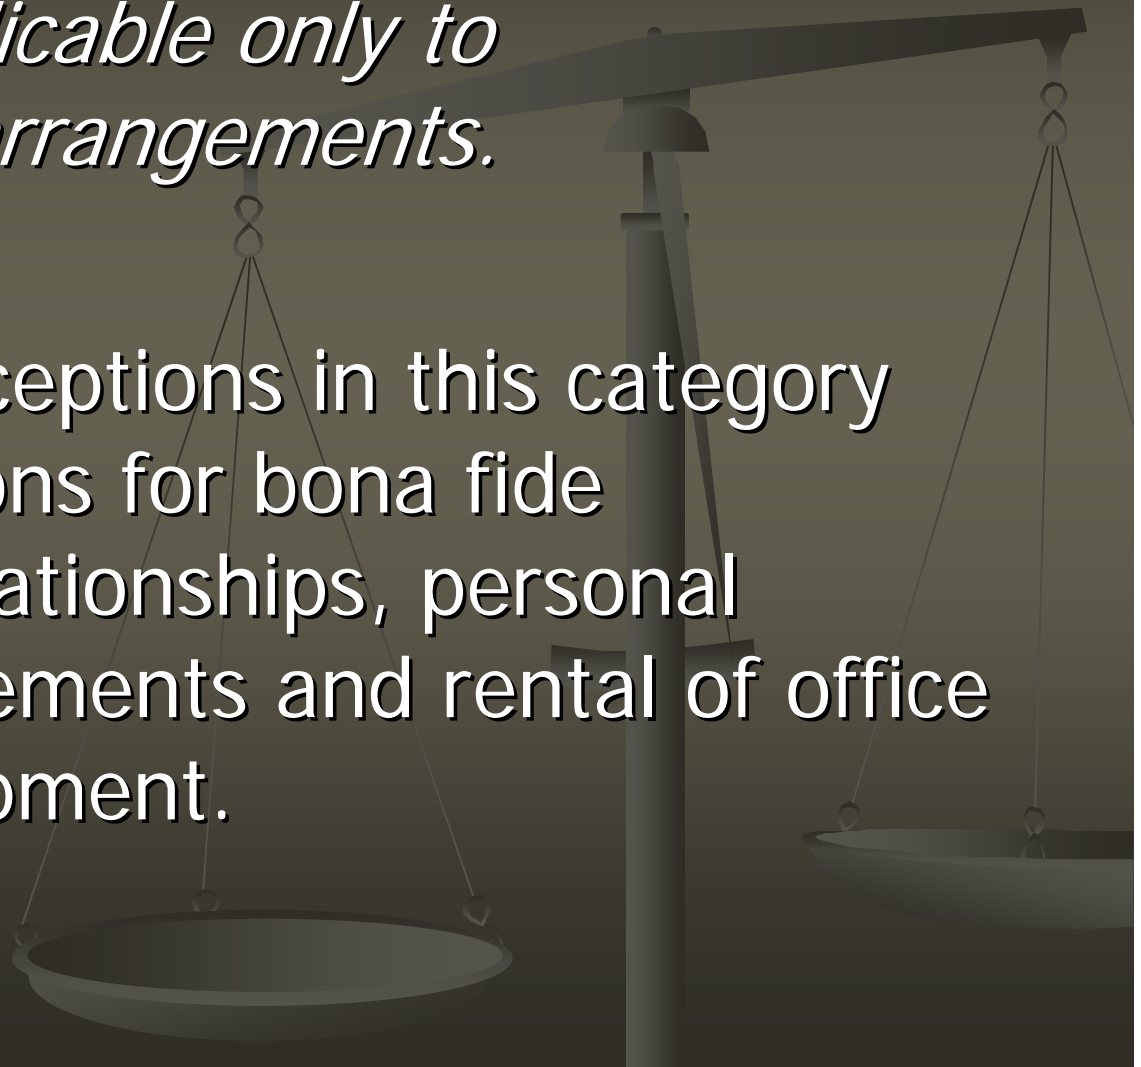 licable only to
rrangements.
ceptions in this category
ons for bona fide
ationships, personal
ements and rental of office
pment.